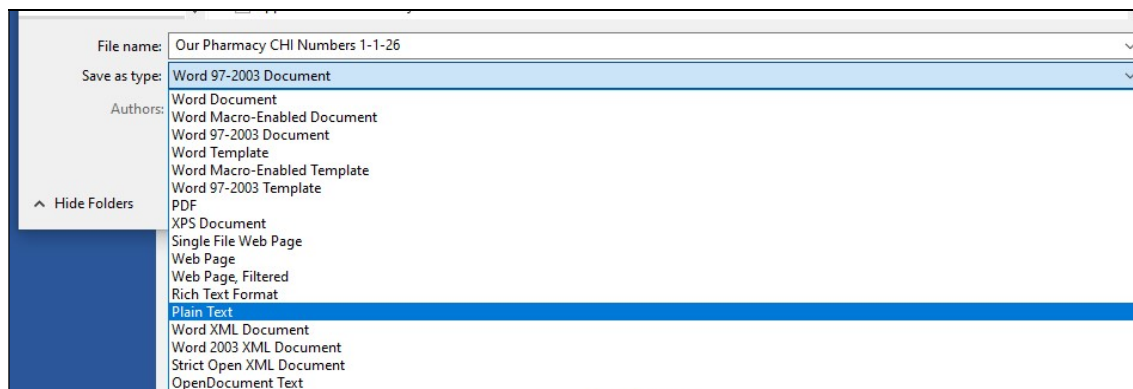 File name: Our Pharmacy CHI Numbers 1-1-26
Save as type: Word 97-2003 Document
Authors:
Word Document
Word Macro-Enabled Document
Word 97-2003 Document
Word Template
Word Macro-Enabled Template
Word 97-2003 Template
Hide Folders
PDF
XPS Document
Single File Web Page
Web Page
Web Page, Filtered
Rich Text Format
Plain Text
Word XML Document
Word 2003 XML Document
Strict Open XML Document
OpenDocument Text